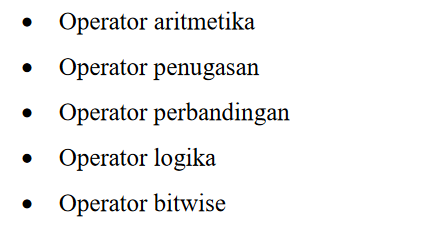 • Operator aritmetika
• Operator penugasan
• Operator perbandingan
• Operator logika
• Operator bitwise